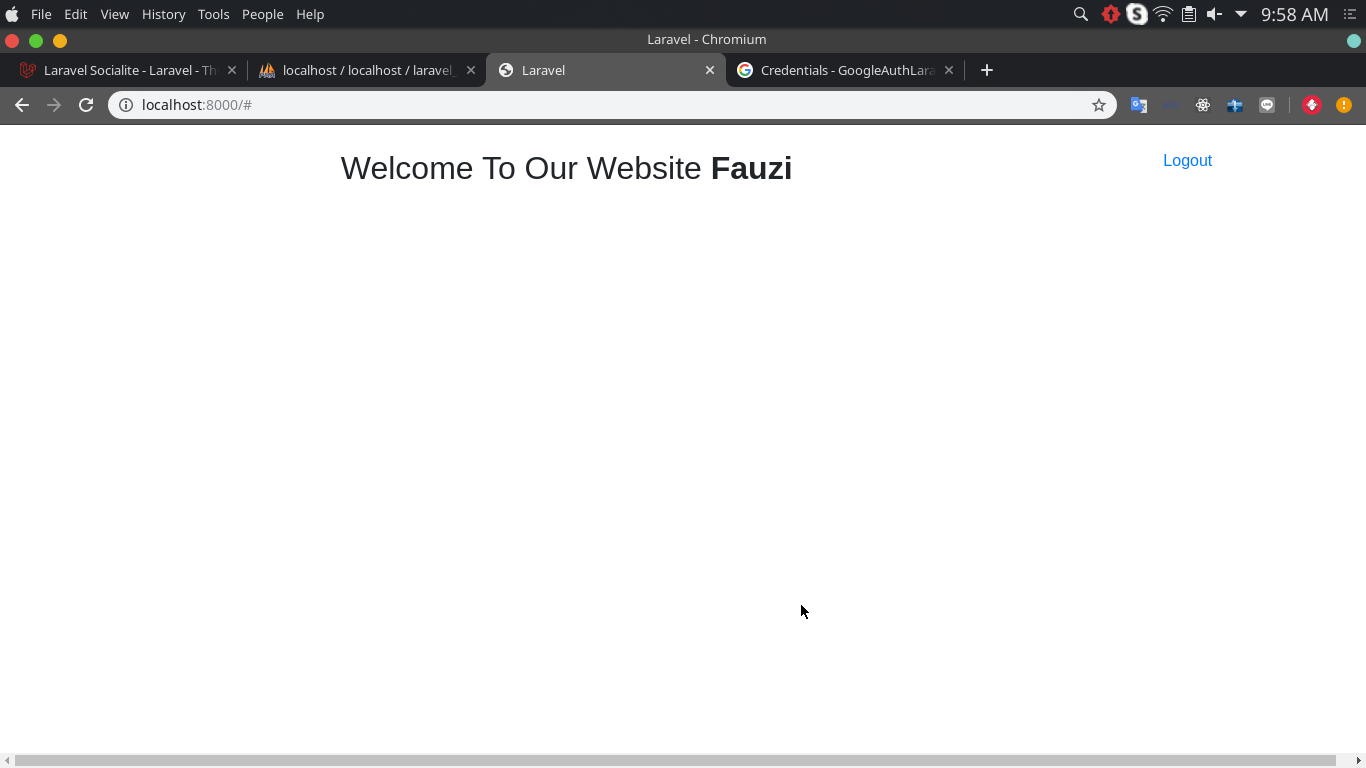 File Edit View History Tools People Help 9:58 AM
Laravel - Chromium
Laravel Socialite - Laravel - Th
localhost / localhost / laravel_
Laravel
Credentials - GoogleAuthLara
localhost:8000/#
Welcome To Our Website Fauzi
Logout